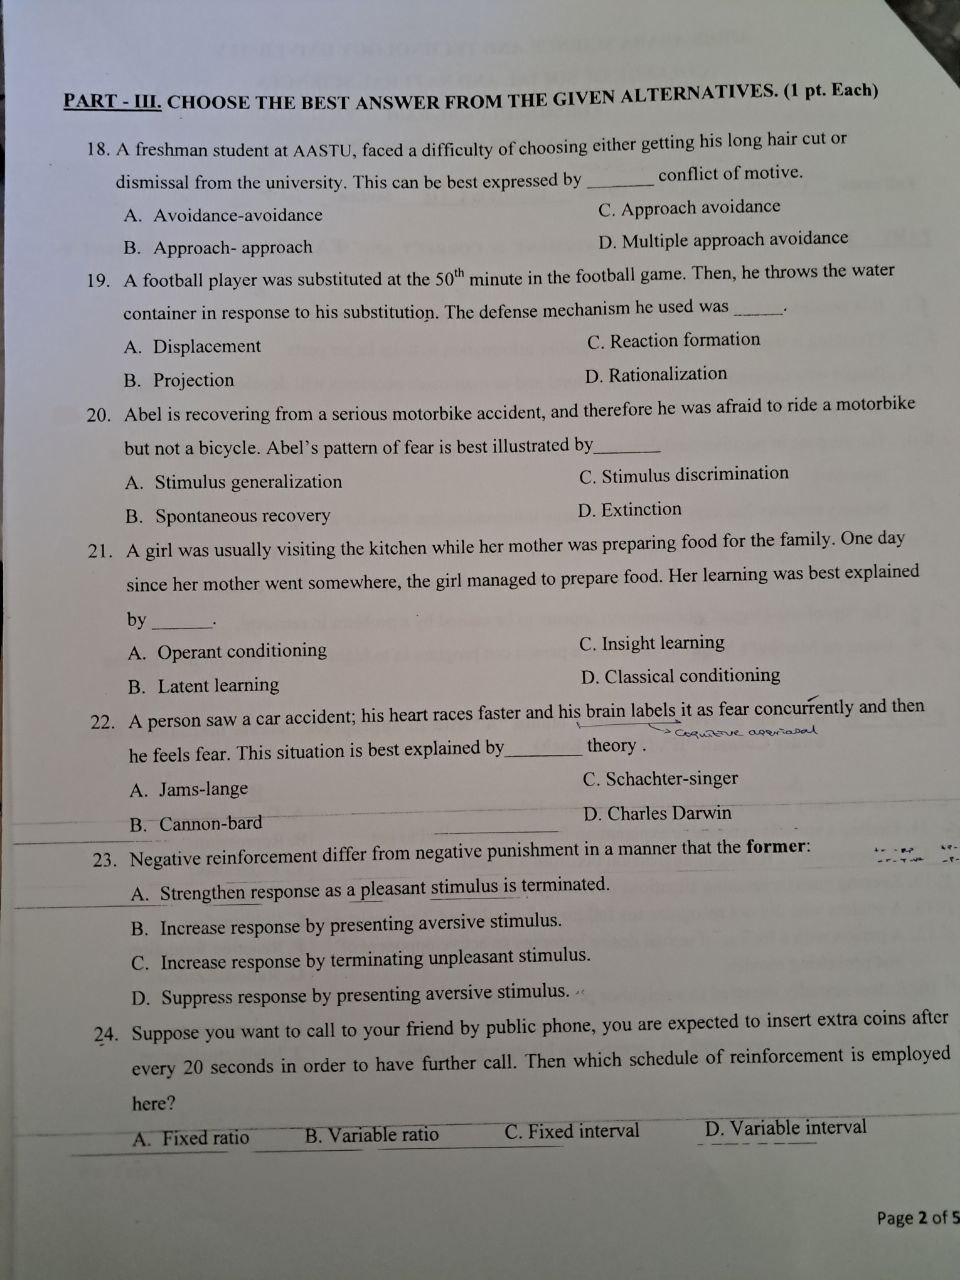 PART - III. CHOOSE THE BEST ANSWER FROM THE GIVEN ALTERNATIVES. (1 pt. Each)
18. A freshman student at AASTU, faced a difficulty of choosing either getting his long hair cut or
dismissal from the university. This can be best expressed by _______ conflict of motive.
A. Avoidance-avoidance C. Approach avoidance
B. Approach- approach D. Multiple approach avoidance
19. A football player was substituted at the 50th minute in the football game. Then, he throws the water
container in response to his substitution. The defense mechanism he used was _____.
A. Displacement C. Reaction formation
B. Projection D. Rationalization
20. Abel is recovering from a serious motorbike accident, and therefore he was afraid to ride a motorbike
but not a bicycle. Abel's pattern of fear is best illustrated by_______
A. Stimulus generalization C. Stimulus discrimination
B. Spontaneous recovery D. Extinction
21. A girl was usually visiting the kitchen while her mother was preparing food for the family. One day
since her mother went somewhere, the girl managed to prepare food. Her learning was best explained
by ______.
A. Operant conditioning C. Insight learning
B. Latent learning D. Classical conditioning
22. A person saw a car accident; his heart races faster and his brain labels it as fear concurrently and then
he feels fear. This situation is best explained by________ theory .
A. Jams-lange C. Schachter-singer
B. Cannon-bard D. Charles Darwin
23. Negative reinforcement differ from negative punishment in a manner that the former:
A. Strengthen response as a pleasant stimulus is terminated.
B. Increase response by presenting aversive stimulus.
C. Increase response by terminating unpleasant stimulus.
D. Suppress response by presenting aversive stimulus.
24. Suppose you want to call to your friend by public phone, you are expected to insert extra coins after
every 20 seconds in order to have further call. Then which schedule of reinforcement is employed
here?
A. Fixed ratio B. Variable ratio C. Fixed interval D. Variable interval
Page 2 of 5